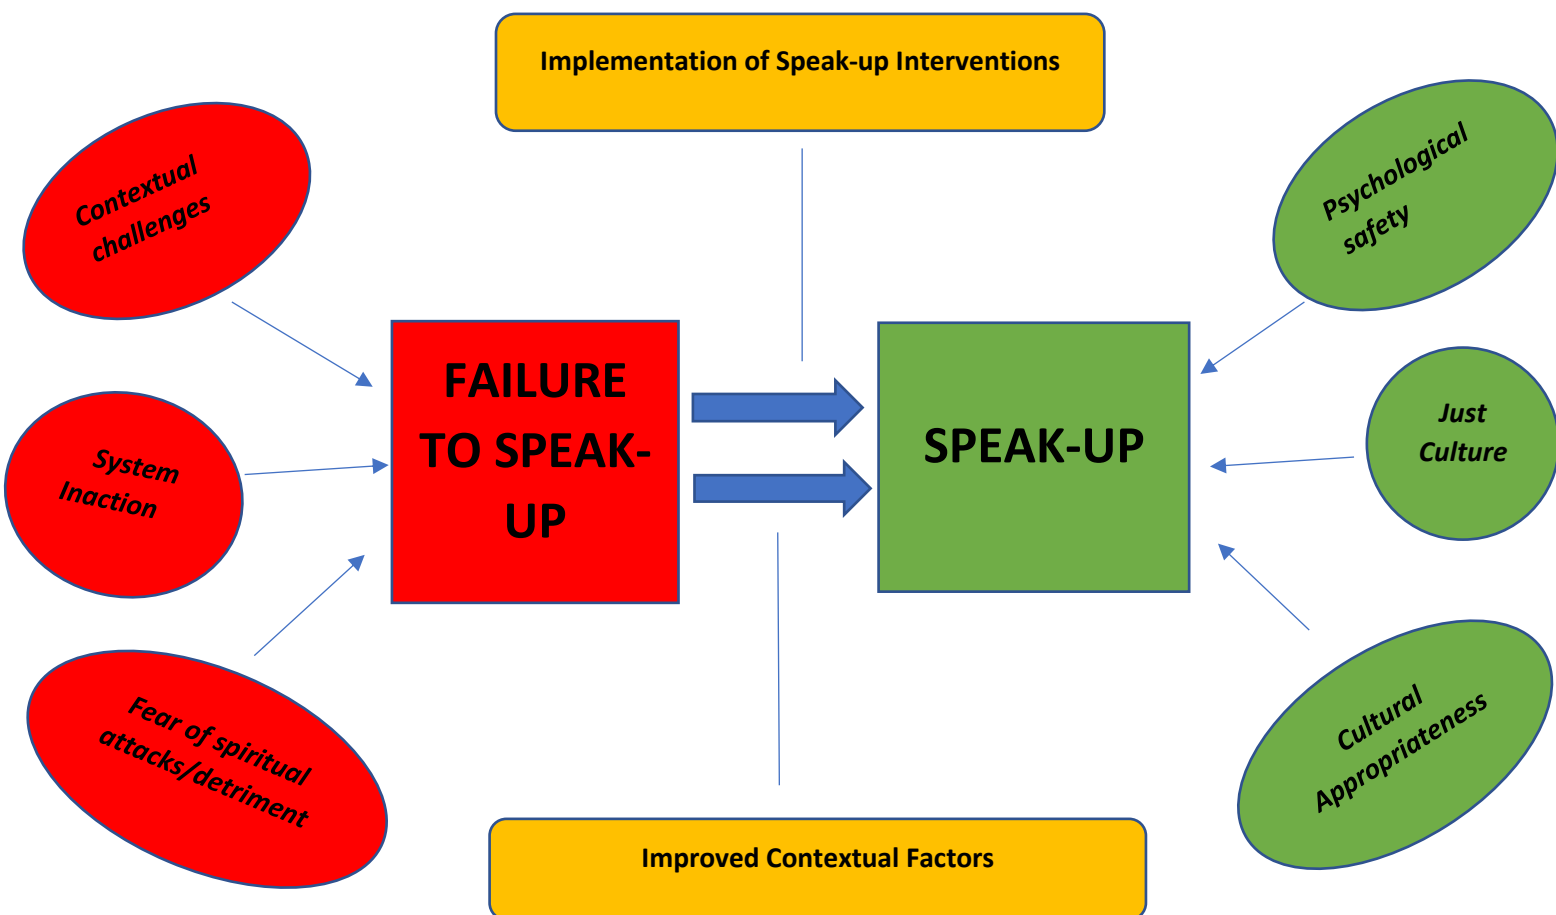 Implementation of Speak-up Interventions
Contextual
challenges
Psychological
safety
FAILURE
TO SPEAK-
UP
SPEAK-UP
System
Inaction
Just
Culture
Fear of spiritual
attacks/detriment
Cultural
Appropriateness
Improved Contextual Factors